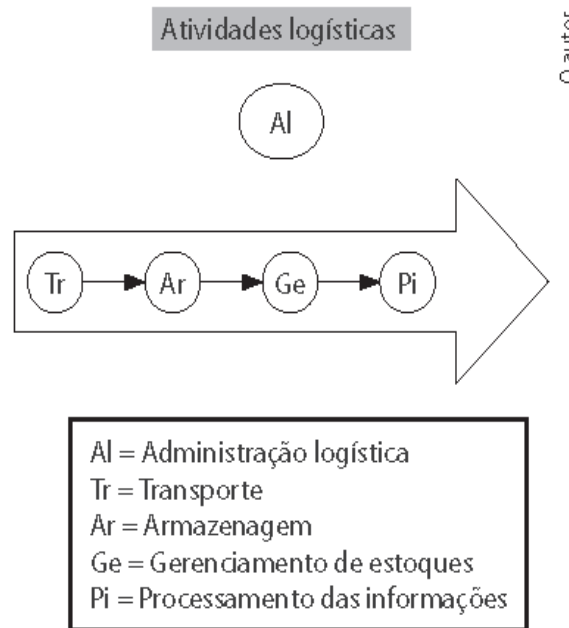 Atividades logísticas
O autor.
Al
Tr
Ar
Ge
Pi
Al = Administração logística
Tr = Transporte
Ar = Armazenagem
Ge = Gerenciamento de estoques
Pi = Processamento das informações